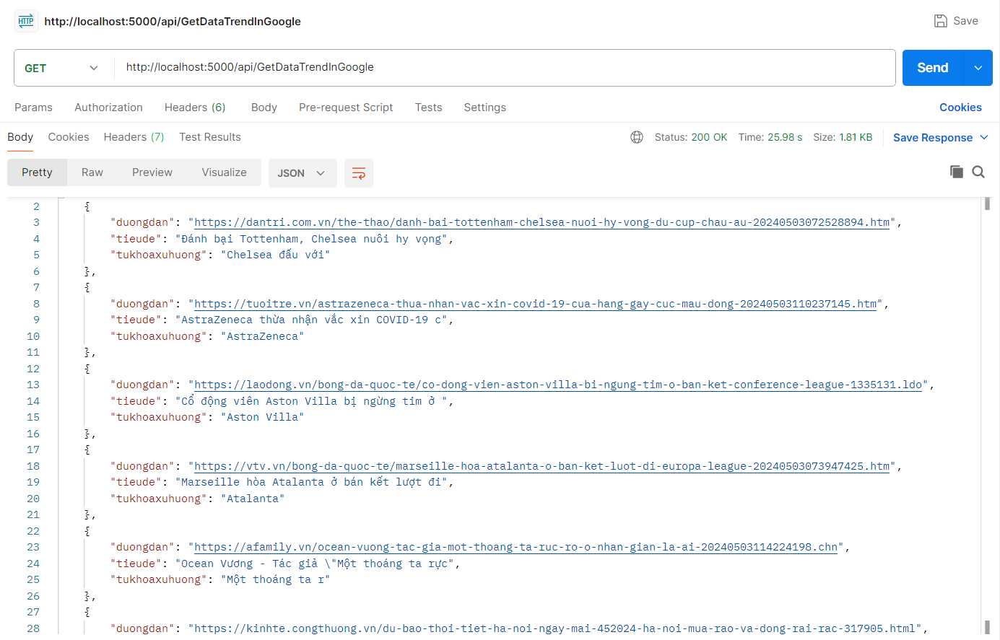 HTTP http://localhost:5000/api/GetDataTrendInGoogle Save
GET http://localhost:5000/api/GetDataTrendInGoogle Send
Params Authorization Headers (6) Body Pre-request Script Tests Settings Cookies
Body Cookies Headers (7) Test Results Status: 200 OK Time: 25.98 s Size: 1.81 KB Save Response
Pretty Raw Preview Visualize JSON
2 {
3 "duongdan": "https://dantri.com.vn/the-thao/danh-bai-tottenham-chelsea-nuoi-hy-vong-du-cup-chau-au-20240503072528894.htm",
4 "tieude": "Đánh bại Tottenham, Chelsea nuôi hy vọng",
5 "tukhoaxuhuong": "Chelsea đấu với"
6 },
7 {
8 "duongdan": "https://tuoitre.vn/astrazeneca-thua-nhan-vac-xin-covid-19-cua-hang-gay-cuc-mau-dong-20240503110237145.htm",
9 "tieude": "AstraZeneca thừa nhận vắc xin COVID-19 c",
10 "tukhoaxuhuong": "AstraZeneca"
11 },
12 {
13 "duongdan": "https://laodong.vn/bong-da-quoc-te/co-dong-vien-aston-villa-bi-ngung-tim-o-ban-ket-conference-league-1335131.ldo",
14 "tieude": "Cổ động viên Aston Villa bị ngừng tim ở ",
15 "tukhoaxuhuong": "Aston Villa"
16 },
17 {
18 "duongdan": "https://vtv.vn/bong-da-quoc-te/marseille-hoa-atalanta-o-ban-ket-luot-di-europa-league-20240503073947425.htm",
19 "tieude": "Marseille hòa Atalanta ở bán kết lượt đi",
20 "tukhoaxuhuong": "Atalanta"
21 },
22 {
23 "duongdan": "https://afamily.vn/ocean-vuong-tac-gia-mot-thoang-ta-ruc-ro-o-nhan-gian-la-ai-20240503114224198.chn",
24 "tieude": "Ocean Vương - Tác giả \"Một thoáng ta rực",
25 "tukhoaxuhuong": "Một thoáng ta r"
26 },
27 {
28 "duongdan": "https://kinhte.congthuong.vn/du-bao-thoi-tiet-ha-noi-ngay-mai-452024-ha-noi-mua-rao-va-dong-rai-rac-317905.html",